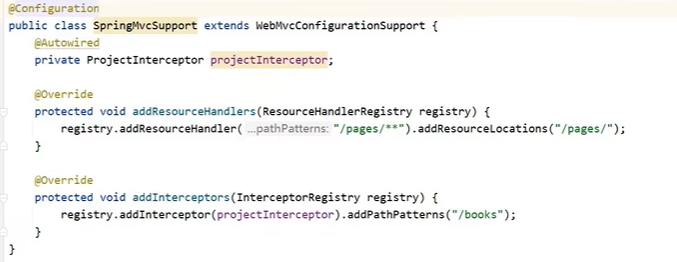 @Configuration
public class SpringMvcSupport extends WebMvcConfigurationSupport {
    @Autowired
    private ProjectInterceptor projectInterceptor;

    @Override
    protected void addResourceHandlers(ResourceHandlerRegistry registry) {
        registry.addResourceHandler( ...pathPatterns: "/pages/**").addResourceLocations("/pages/");
    }

    @Override
    protected void addInterceptors(InterceptorRegistry registry) {
        registry.addInterceptor(projectInterceptor).addPathPatterns("/books");
    }
}